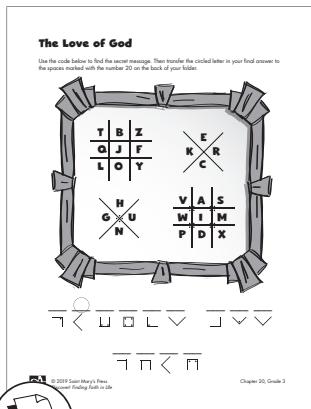 The Love of God
Use the code below to find the secret message. Then transfer the circled letter in your final answer to
the spaces marked with the number 20 on the back of your folder.
T B Z
Q J F
L O Y
E
K R
C
H
G U
N
V A S
W I M
P D X
© 2019 Saint Mary's Press
Discover! Finding Faith in Life
Chapter 20, Grade 3